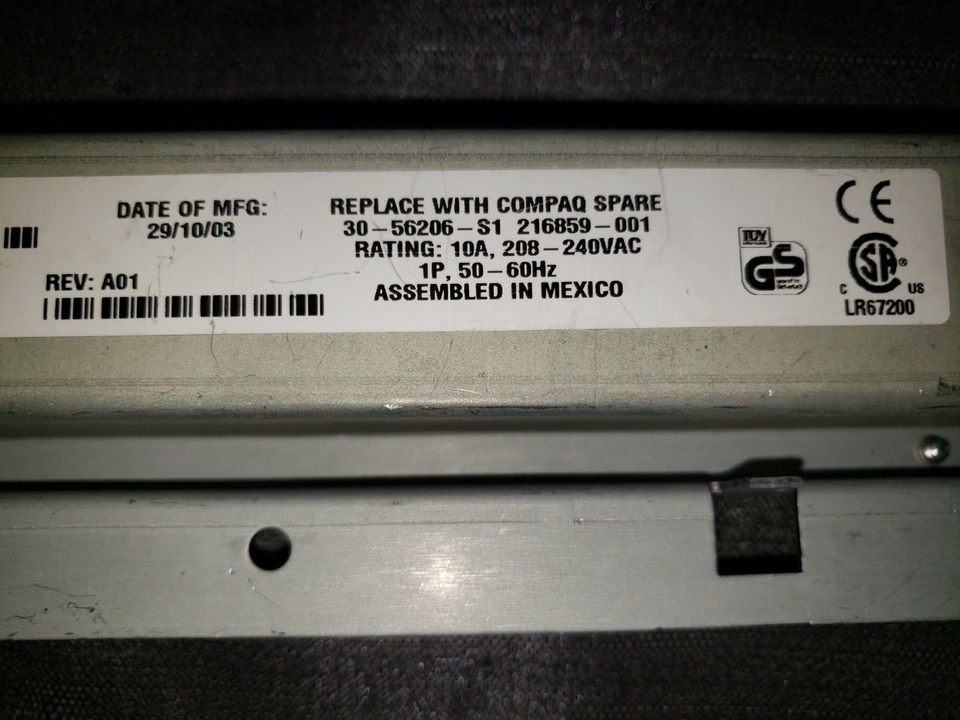 DATE OF MFG:
29/10/03
REV: A01
REPLACE WITH COMPAQ SPARE
30-56206-S1 216859-001
RATING: 10A, 208-240VAC
1P, 50-60Hz
ASSEMBLED IN MEXICO
TUV
GS
CE
SA
C US
LR67200